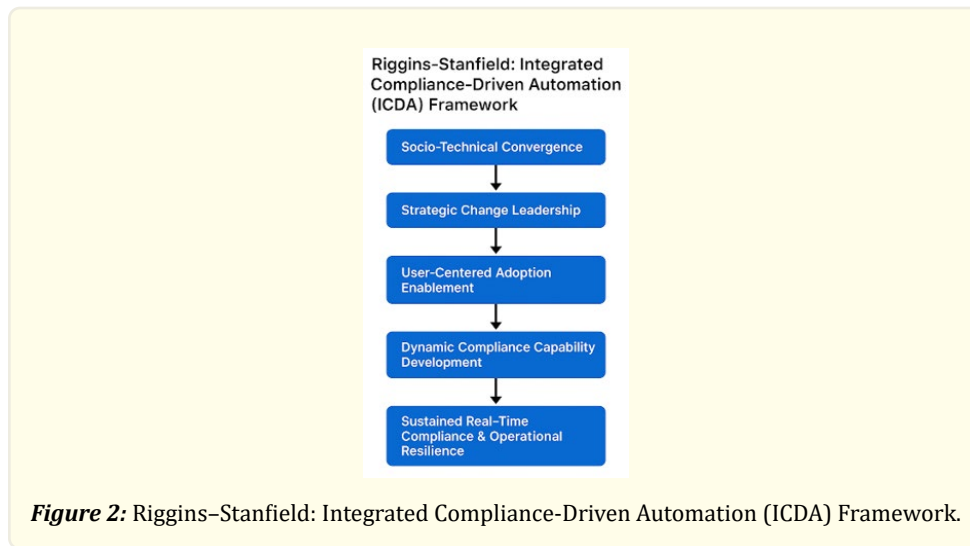 Riggins-Stanfield: Integrated
Compliance-Driven Automation
(ICDA) Framework
Socio-Technical Convergence
Strategic Change Leadership
User-Centered Adoption
Enablement
Dynamic Compliance Capability
Development
Sustained Real-Time
Compliance & Operational
Resilience
Figure 2: Riggins–Stanfield: Integrated Compliance-Driven Automation (ICDA) Framework.